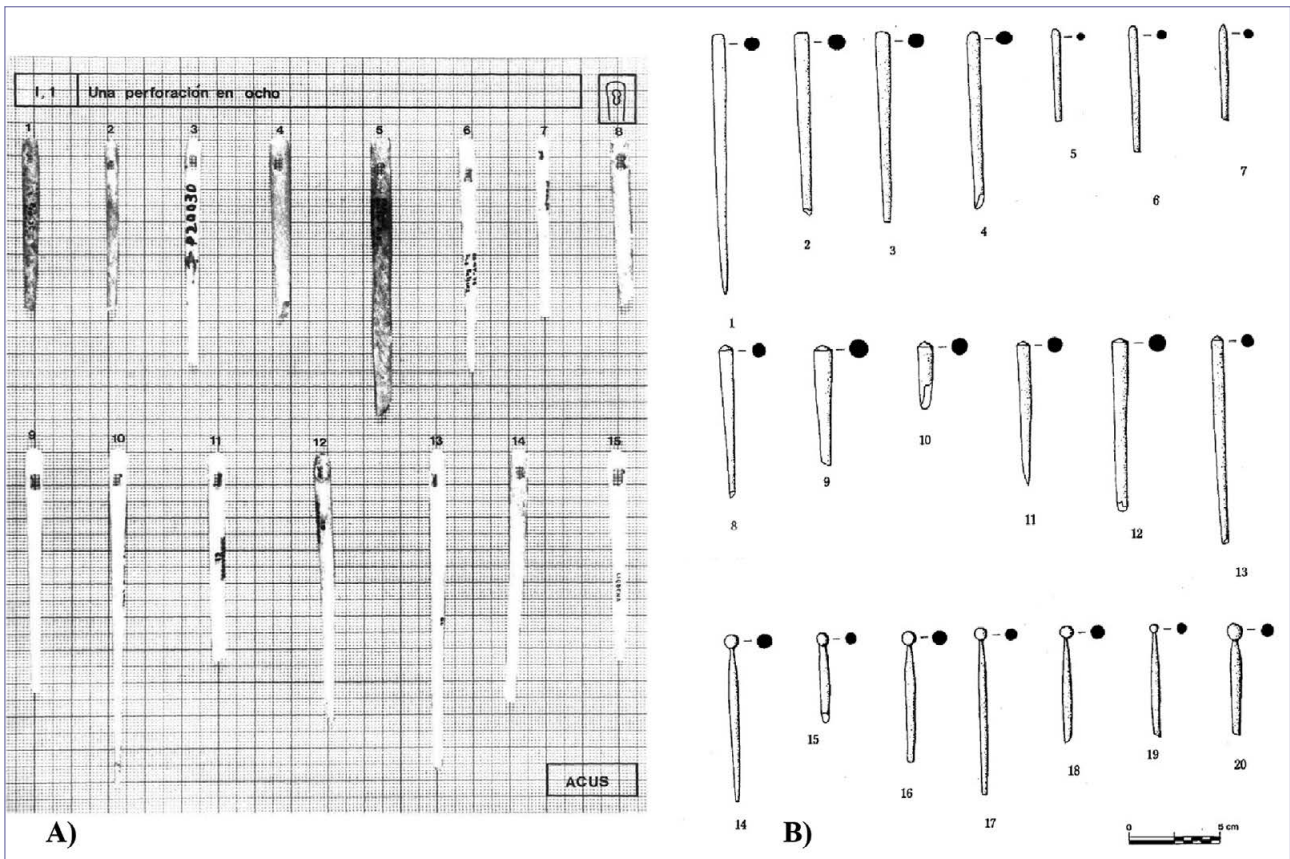 I, 1 Una perforación en ocho
1 2 3 4 5 6 7 8
P20030
9 10 11 12 13 14 15
ACUS
A)
1 2 3 4 5 6 7
8 9 10 11 12 13
14 15 16 17 18 19 20
0 5 cm
B)